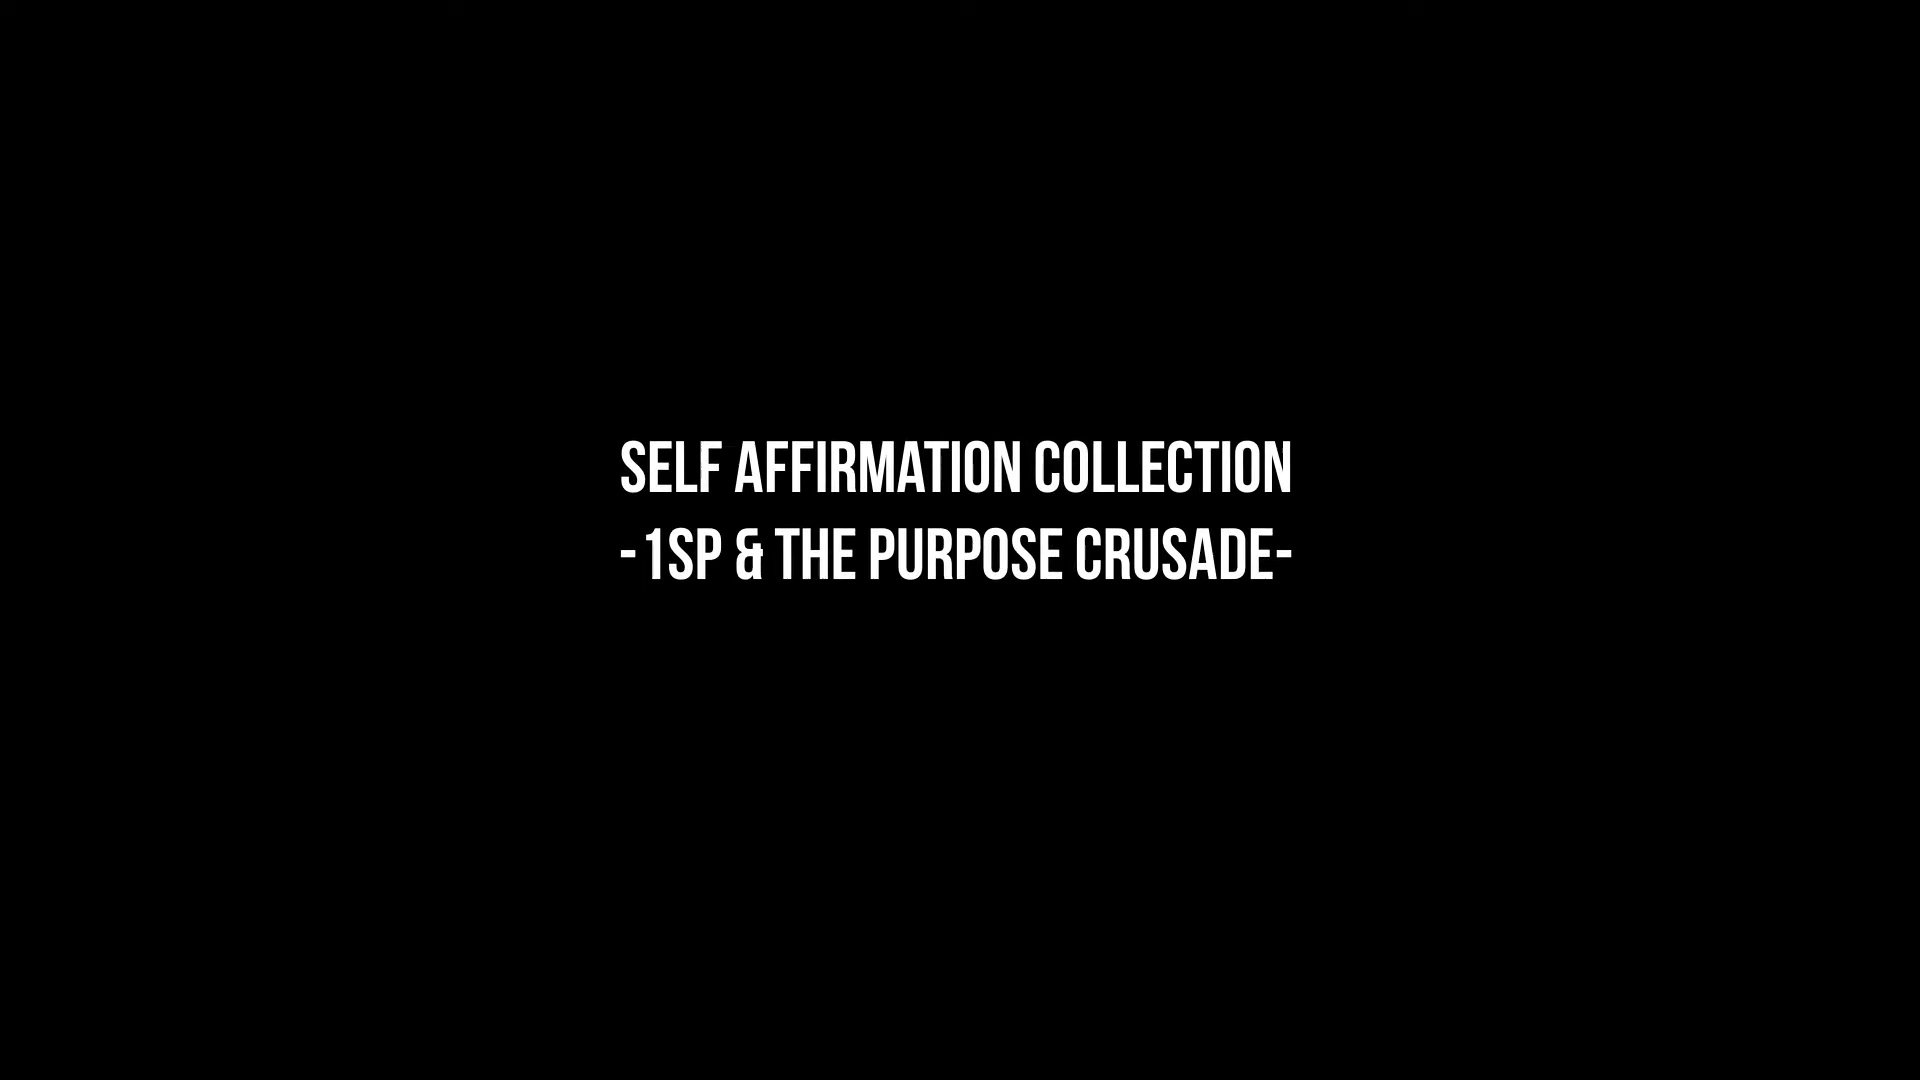 SELF AFFIRMATION COLLECTION
-1SP & THE PURPOSE CRUSADE-